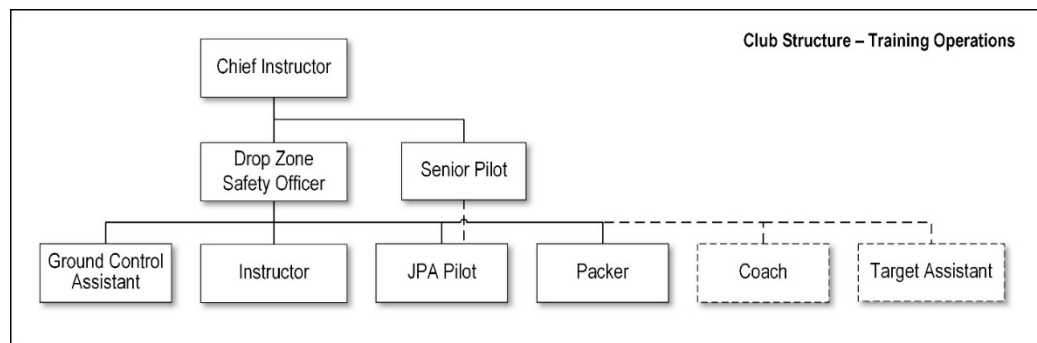 Club Structure – Training Operations
Chief Instructor
Drop Zone
Safety Officer
Senior Pilot
Ground Control
Assistant
Instructor
JPA Pilot
Packer
Coach
Target Assistant